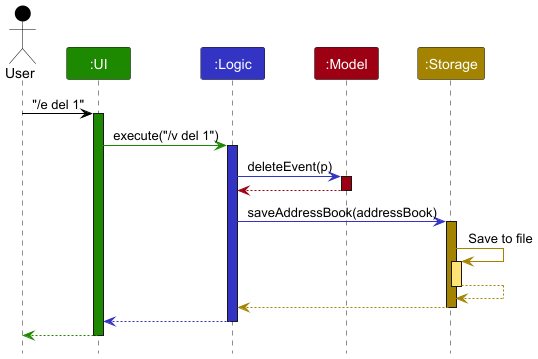 User
:UI
:Logic
:Model
:Storage
"/e del 1"
execute("/v del 1")
deleteEvent(p)
saveAddressBook(addressBook)
Save to file